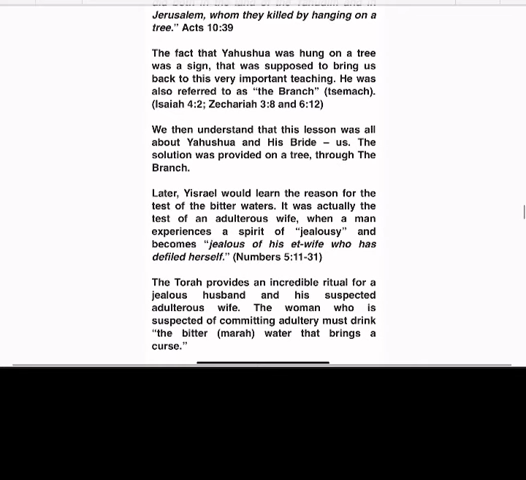 Jerusalem, whom they killed by hanging on a
tree." Acts 10:39
The fact that Yahushua was hung on a tree
was a sign, that was supposed to bring us
back to this very important teaching. He was
also referred to as “the Branch” (tsemach).
(Isaiah 4:2; Zechariah 3:8 and 6:12)
We then understand that this lesson was all
about Yahushua and His Bride – us. The
solution was provided on a tree, through The
Branch.
Later, Yisrael would learn the reason for the
test of the bitter waters. It was actually the
test of an adulterous wife, when a man
experiences a spirit of “jealousy” and
becomes “jealous of his et-wife who has
defiled herself.” (Numbers 5:11-31)
The Torah provides an incredible ritual for a
jealous husband and his suspected
adulterous wife. The woman who is
suspected of committing adultery must drink
“the bitter (marah) water that brings a
curse.”